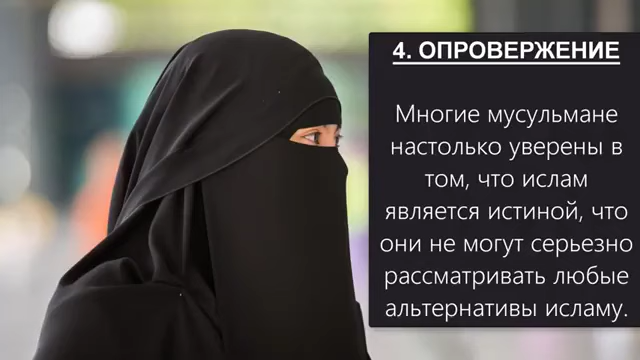 4. ОПРОВЕРЖЕНИЕ
Многие мусульмане
настолько уверены в
том, что ислам
является истиной, что
они не могут серьезно
рассматривать любые
альтернативы исламу.